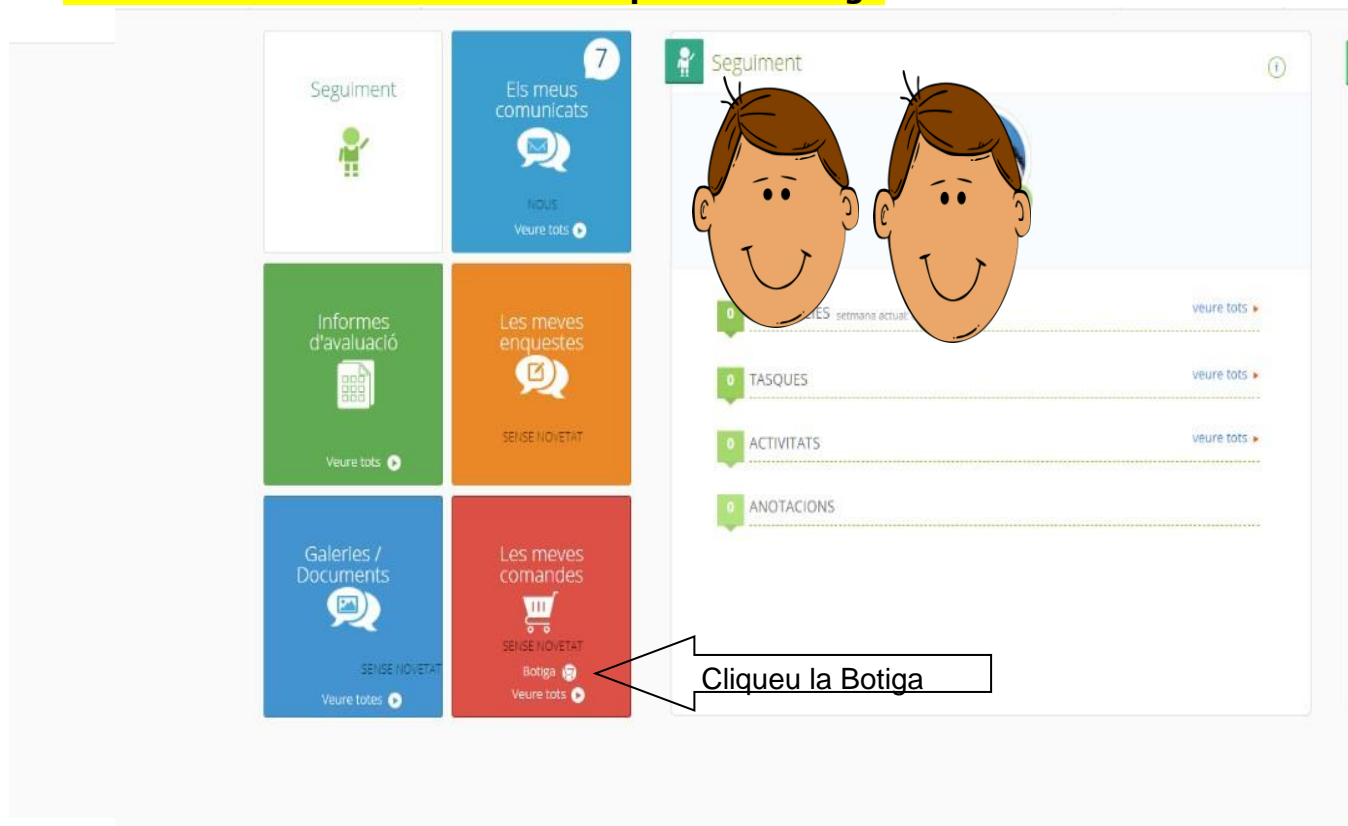 Seguiment
7
Els meus
comunicats
NOUS
Veure tots
Informes
d'avaluació
Veure tots
Les meves
enquestes
SENSE NOVETAT
Galeries /
Documents
SENSE NOVETAT
Veure totes
Les meves
comandes
SENSE NOVETAT
Botiga
Veure tots
Seguiment
0 setmana actual: veure tots
0 TASQUES veure tots
0 ACTIVITATS veure tots
0 ANOTACIONS
Cliqueu la Botiga